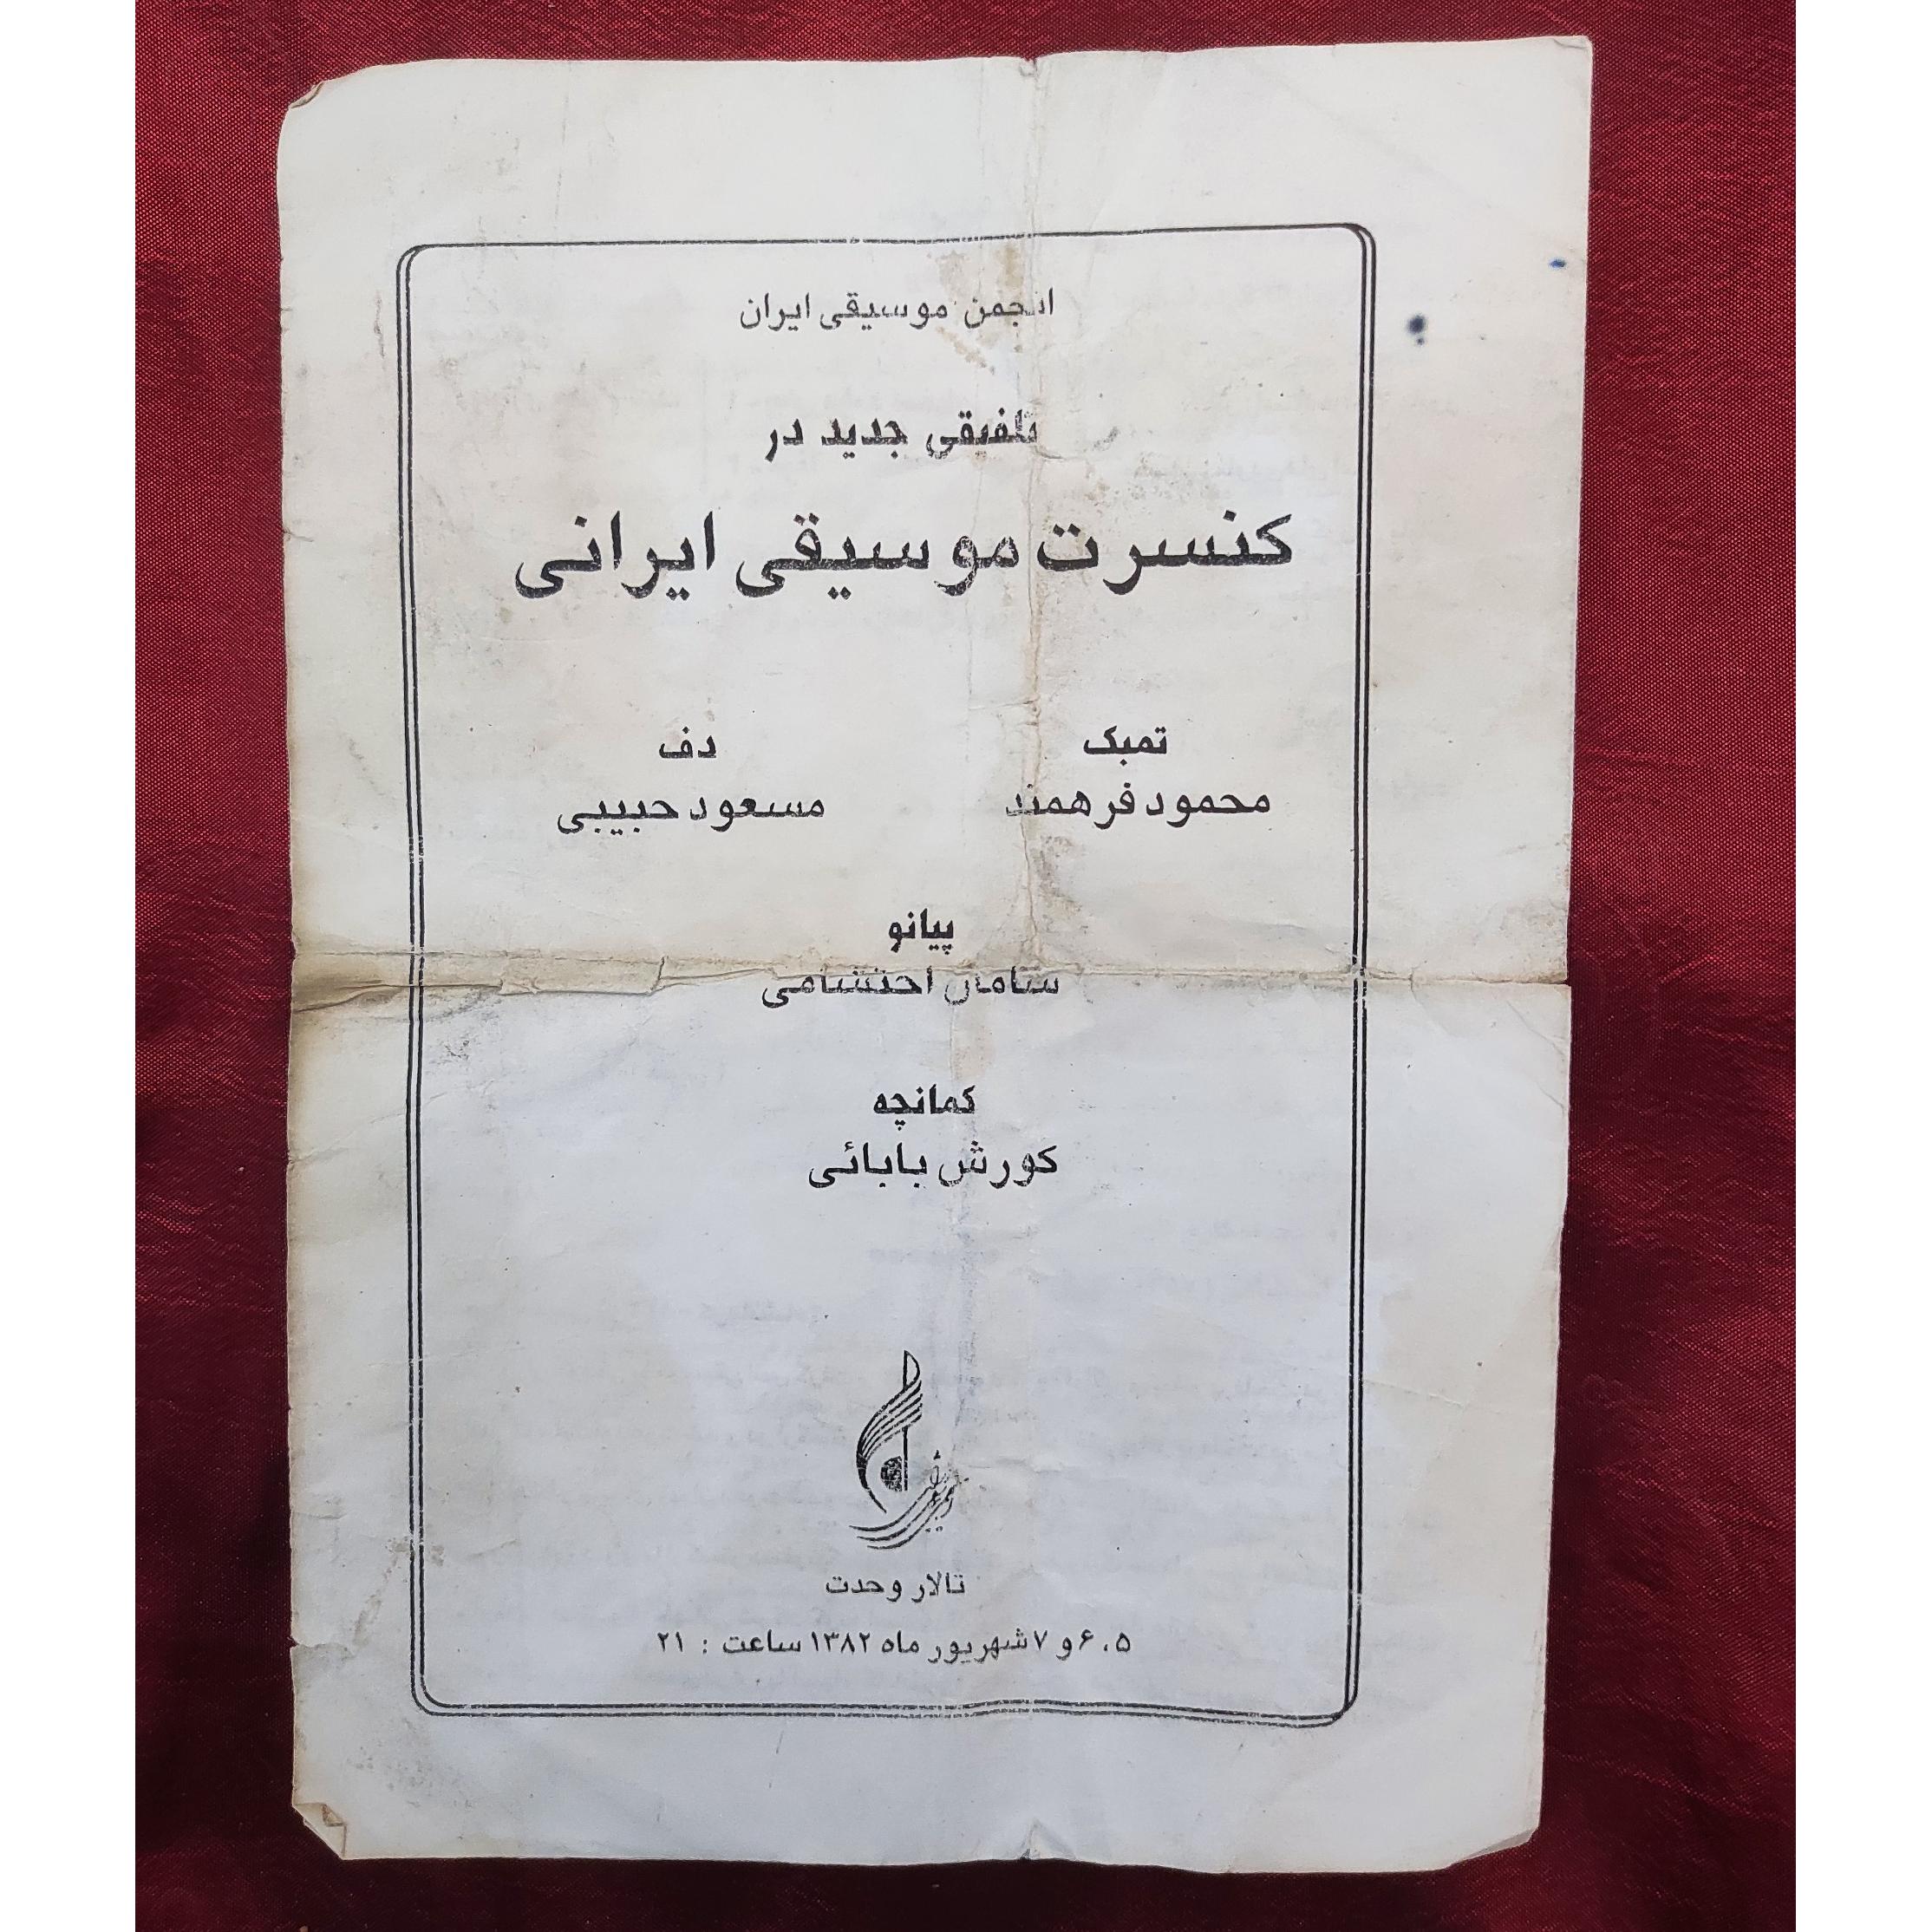 انجمن موسیقی ایران
تلفیقی جدید در
کنسرت موسیقی ایرانی
تمبک
دف
محمود فرهمند
مسعود حبیبی
پیانو
سامان احتشامی
کمانچه
کورش بابائی
تالار وحدت
۵، ۶ و ۷ شهریور ماه ۱۳۸۲ ساعت : ۲۱